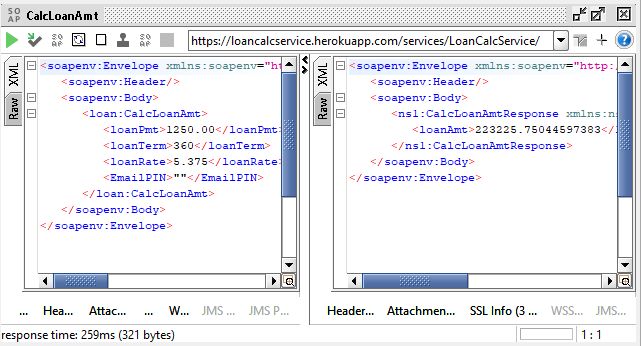 SO AP CalcLoanAmt
https://loancalcservice.herokuapp.com/services/LoanCalcService/
XML
Raw
<soapenv:Envelope xmlns:soapenv="ht
<soapenv:Header/>
<soapenv:Body>
<loan:CalcLoanAmt>
<loanPmt>1250.00</loanPmt>
<loanTerm>360</loanTerm>
<loanRate>5.375</loanRate>
<EmailPIN>""</EmailPIN>
</loan:CalcLoanAmt>
</soapenv:Body>
</soapenv:Envelope>
XML
Raw
<soapenv:Envelope xmlns:soapenv="http:
<soapenv:Header/>
<soapenv:Body>
<ns1:CalcLoanAmtResponse xmlns:ns
<loanAmt>223225.75044597383</
</ns1:CalcLoanAmtResponse>
</soapenv:Body>
</soapenv:Envelope>
... Hea... Attac... ... W... JMS ... JMS P...
Header... Attachmen... SSL Info (3 ... WSS... JMS...
response time: 259ms (321 bytes)
1 : 1